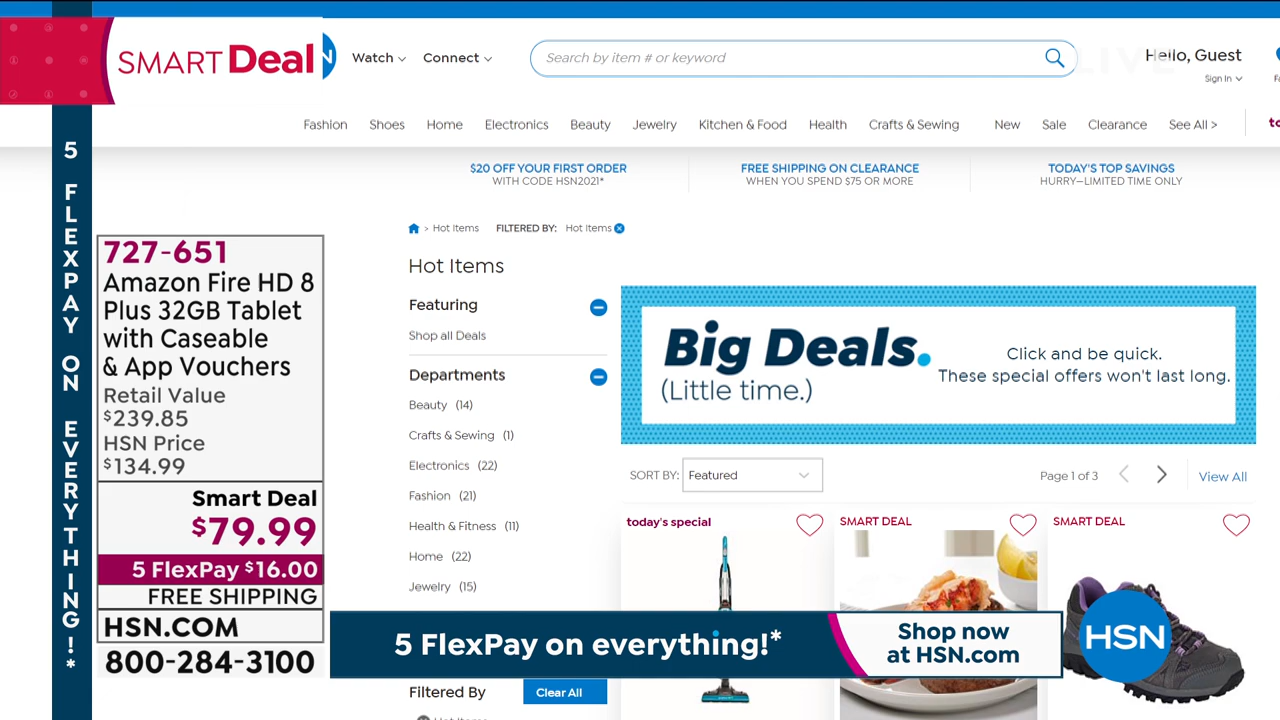 SMART Deal
Watch
Connect
Search by item # or keyword
LIVE
Hello, Guest
Sign In
Fashion
Shoes
Home
Electronics
Beauty
Jewelry
Kitchen & Food
Health
Crafts & Sewing
New
Sale
Clearance
See All >
5 FLEXPAY ON EVERYTHING!*
$20 OFF YOUR FIRST ORDER
WITH CODE HSN2021*
FREE SHIPPING ON CLEARANCE
WHEN YOU SPEND $75 OR MORE
TODAY'S TOP SAVINGS
HURRY—LIMITED TIME ONLY
> Hot Items FILTERED BY: Hot Items
727-651
Amazon Fire HD 8
Plus 32GB Tablet
with Caseable
& App Vouchers
Retail Value
$239.85
HSN Price
$134.99
Smart Deal
$79.99
5 FlexPay $16.00
FREE SHIPPING
HSN.COM
800-284-3100
Hot Items
Featuring
Shop all Deals
Departments
Beauty (14)
Crafts & Sewing (1)
Electronics (22)
Fashion (21)
Health & Fitness (11)
Home (22)
Jewelry (15)
Big Deals.
(Little time.)
Click and be quick.
These special offers won't last long.
SORT BY: Featured
Page 1 of 3
View All
today's special
SMART DEAL
SMART DEAL
5 FlexPay on everything!*
Shop now
at HSN.com
HSN
Filtered By
Clear All